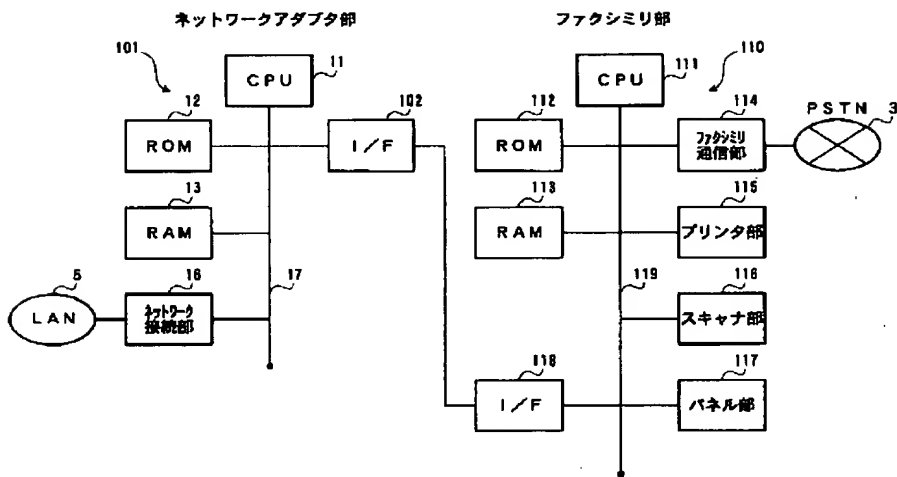 ネットワークアダプタ部
ファクシミリ部
101
CPU
11
12
ROM
102
I/F
13
RAM
5
LAN
16
ネットワーク
接続部
17
CPU
111
110
112
ROM
114
ファクシミリ
通信部
PSTN
3
113
RAM
115
プリンタ部
119
116
スキャナ部
118
I/F
117
パネル部